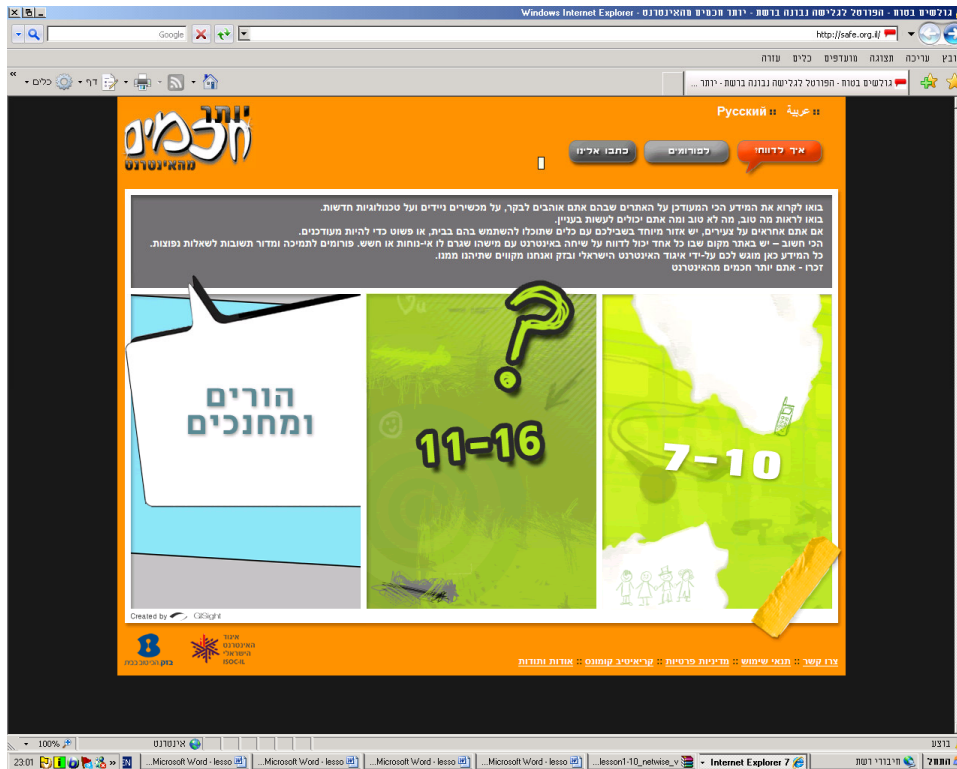 גולשים בטוח - הפורטל לגלישה נבונה ברשת - יותר חכמים מהאינטרנט - Windows Internet Explorer
http://safe.org.il/
Google
עריכה תצוגה מועדפים כלים עזרה
גולשים בטוח - הפורטל לגלישה נבונה ברשת - יותר ...
דף
כלים
:: عربية :: Русский
יותר
חכמים
מהאינטרנט
איך לדווח!
לפורומים
כתבו אלינו
בואו לקרוא את המידע הכי המעודכן על האתרים שבהם אתם אוהבים לבקר, על מכשירים ניידים ועל טכנולוגיות חדשות.
בואו לראות מה טוב, מה לא טוב ומה אתם יכולים לעשות בעניין.
אם אתם אחראים על צעירים, יש אזור מיוחד בשבילכם עם כלים שתוכלו להשתמש בהם בבית, או פשוט כדי להיות מעודכנים.
הכי חשוב – יש באתר מקום שבו כל אחד יכול לדווח על שיחה באינטרנט עם מישהו שגרם לו אי-נוחות או חשש. פורומים לתמיכה ומדור תשובות לשאלות נפוצות.
כל המידע כאן מוגש לכם על-ידי איגוד האינטרנט הישראלי ובזק ואנחנו מקווים שתיהנו ממנו.
זכרו - אתם יותר חכמים מהאינטרנט
7-10
?
11-16
הורים
ומחנכים
Created by GISight
צרו קשר :: תנאי שימוש :: מדיניות פרטיות :: קריאיטיב קומונס :: אודות ותודות
איגוד
האינטרנט
הישראלי
ISOC-IL
בזק.הכי טוב בבית
בוצע
אינטרנט
100%
התחל
חיבורי רשת
Internet Explorer 7
...lesson1-10_netwise_v
...Microsoft Word - lesso
...Microsoft Word - lesso
...Microsoft Word - lesso
...Microsoft Word - lesso
EN
23:01